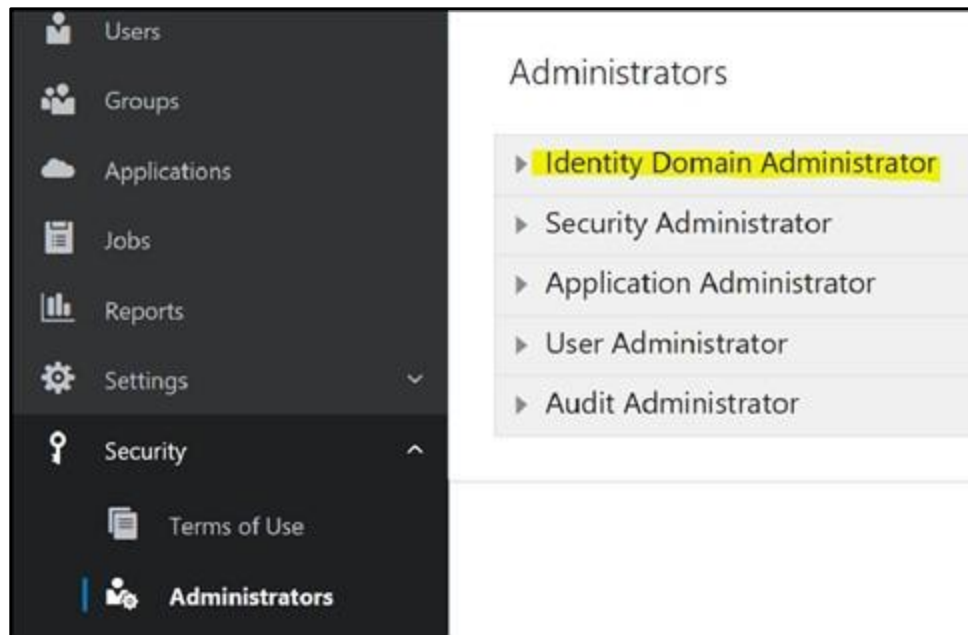 Users
Groups
Applications
Jobs
Reports
Settings
Security
Terms of Use
Administrators
Administrators
Identity Domain Administrator
Security Administrator
Application Administrator
User Administrator
Audit Administrator